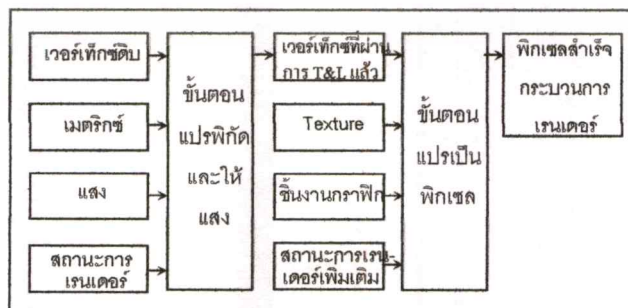 เวอร์เท็กซ์ดิบ
เมตริกซ์
แสง
สถานะการ
เรนเดอร์
ขั้นตอน
แปรพิกัด
และให้
แสง
เวอร์เท็กซ์ที่ผ่าน
การ T&L แล้ว
Texture
ชิ้นงานกราฟิก
สถานะการเรน-
เดอร์เพิ่มเติม
ขั้นตอน
แปรเป็น
พิกเซล
พิกเซลสำเร็จ
กระบวนการ
เรนเดอร์